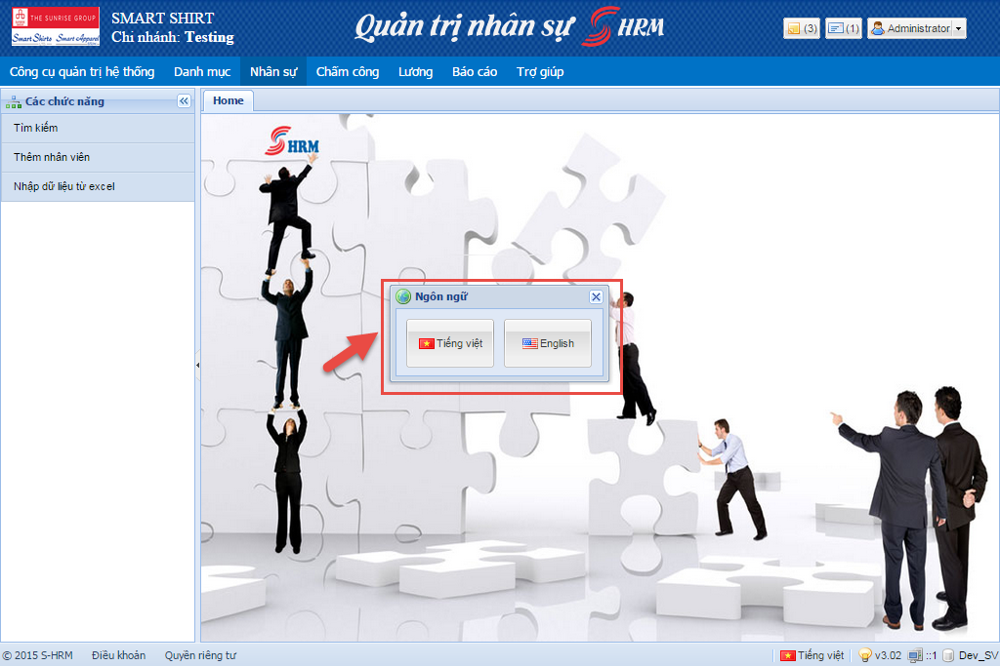 THE SUNRISE GROUP
Smart Shirts Smart Apparel
SMART SHIRT
Chi nhánh: Testing
Quản trị nhân sự
HRM
(3)
(1)
Administrator
Công cụ quản trị hệ thống
Danh mục
Nhân sự
Chấm công
Lương
Báo cáo
Trợ giúp
Các chức năng
Tìm kiếm
Thêm nhân viên
Nhập dữ liệu từ excel
Home
HRM
Ngôn ngữ
Tiếng việt
English
© 2015 S-HRM
Điều khoản
Quyền riêng tư
Tiếng việt
v3.02
::1
Dev_SV